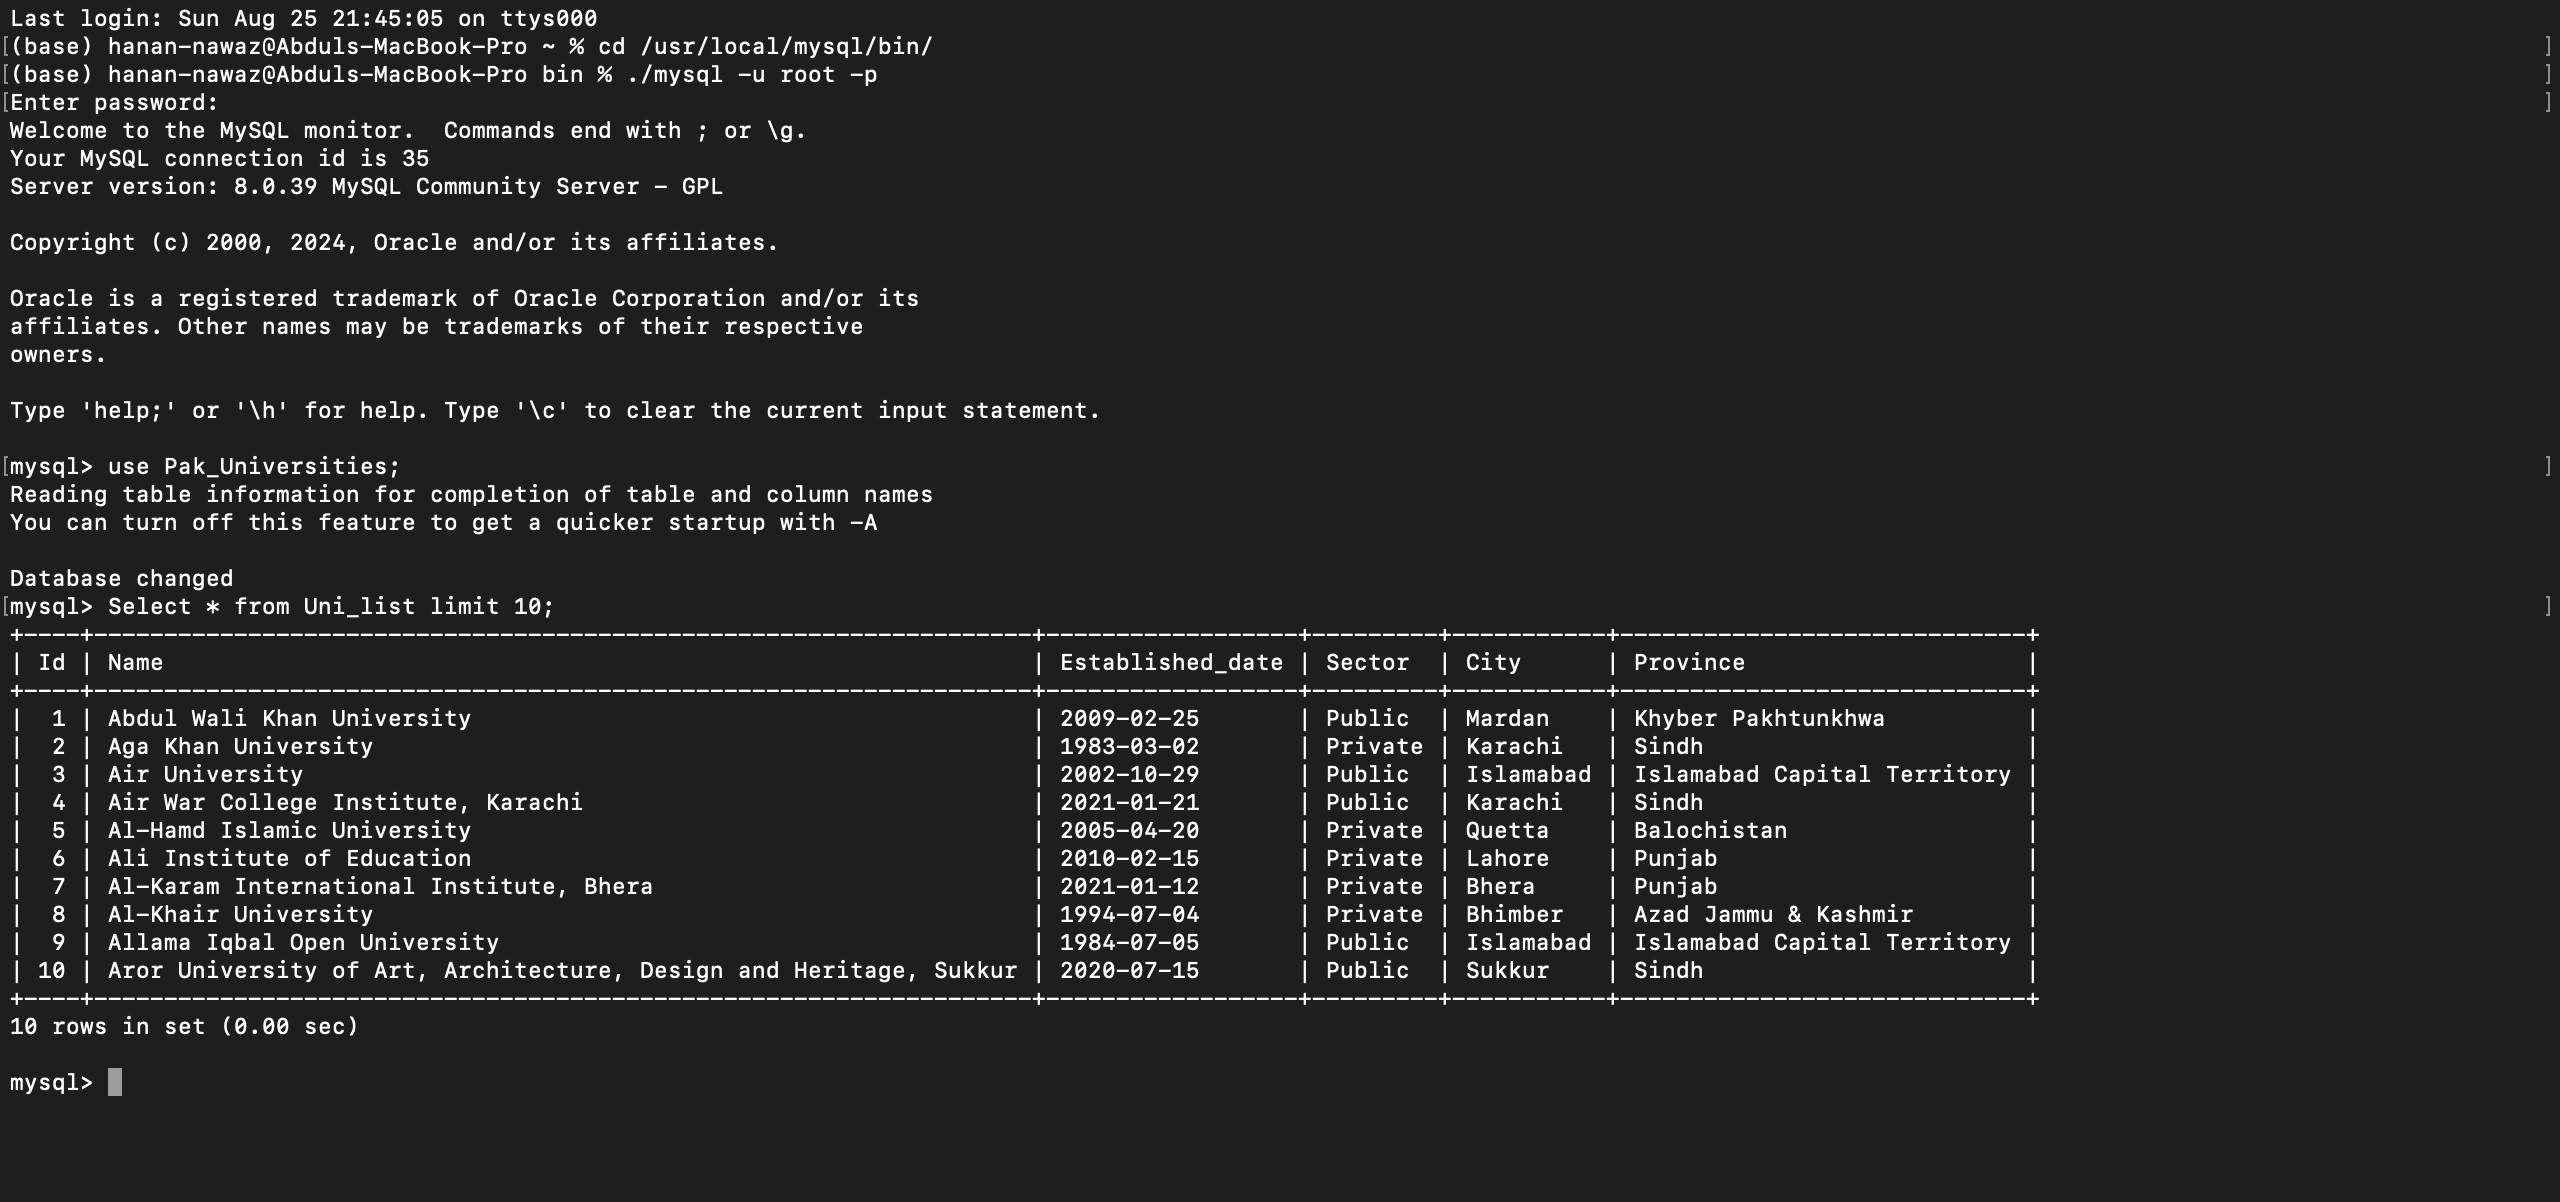 Last login: Sun Aug 25 21:45:05 on ttys000
[(base) hanan-nawaz@Abduls-MacBook-Pro ~ % cd /usr/local/mysql/bin/ ]
[(base) hanan-nawaz@Abduls-MacBook-Pro bin % ./mysql -u root -p ]
[Enter password: ]
Welcome to the MySQL monitor.  Commands end with ; or \g.
Your MySQL connection id is 35
Server version: 8.0.39 MySQL Community Server - GPL

Copyright (c) 2000, 2024, Oracle and/or its affiliates.

Oracle is a registered trademark of Oracle Corporation and/or its
affiliates. Other names may be trademarks of their respective
owners.

Type 'help;' or '\h' for help. Type '\c' to clear the current input statement.

[mysql> use Pak_Universities; ]
Reading table information for completion of table and column names
You can turn off this feature to get a quicker startup with -A

Database changed
[mysql> Select * from Uni_list limit 10; ]
+----+-------------------------------------------------------------------+------------------+---------+-----------+-----------------------------+
| Id | Name | Established_date | Sector | City | Province |
+----+-------------------------------------------------------------------+------------------+---------+-----------+-----------------------------+
| 1 | Abdul Wali Khan University | 2009-02-25 | Public | Mardan | Khyber Pakhtunkhwa |
| 2 | Aga Khan University | 1983-03-02 | Private | Karachi | Sindh |
| 3 | Air University | 2002-10-29 | Public | Islamabad | Islamabad Capital Territory |
| 4 | Air War College Institute, Karachi | 2021-01-21 | Public | Karachi | Sindh |
| 5 | Al-Hamd Islamic University | 2005-04-20 | Private | Quetta | Balochistan |
| 6 | Ali Institute of Education | 2010-02-15 | Private | Lahore | Punjab |
| 7 | Al-Karam International Institute, Bhera | 2021-01-12 | Private | Bhera | Punjab |
| 8 | Al-Khair University | 1994-07-04 | Private | Bhimber | Azad Jammu & Kashmir |
| 9 | Allama Iqbal Open University | 1984-07-05 | Public | Islamabad | Islamabad Capital Territory |
| 10 | Aror University of Art, Architecture, Design and Heritage, Sukkur | 2020-07-15 | Public | Sukkur | Sindh |
+----+-------------------------------------------------------------------+------------------+---------+-----------+-----------------------------+
10 rows in set (0.00 sec)

mysql>